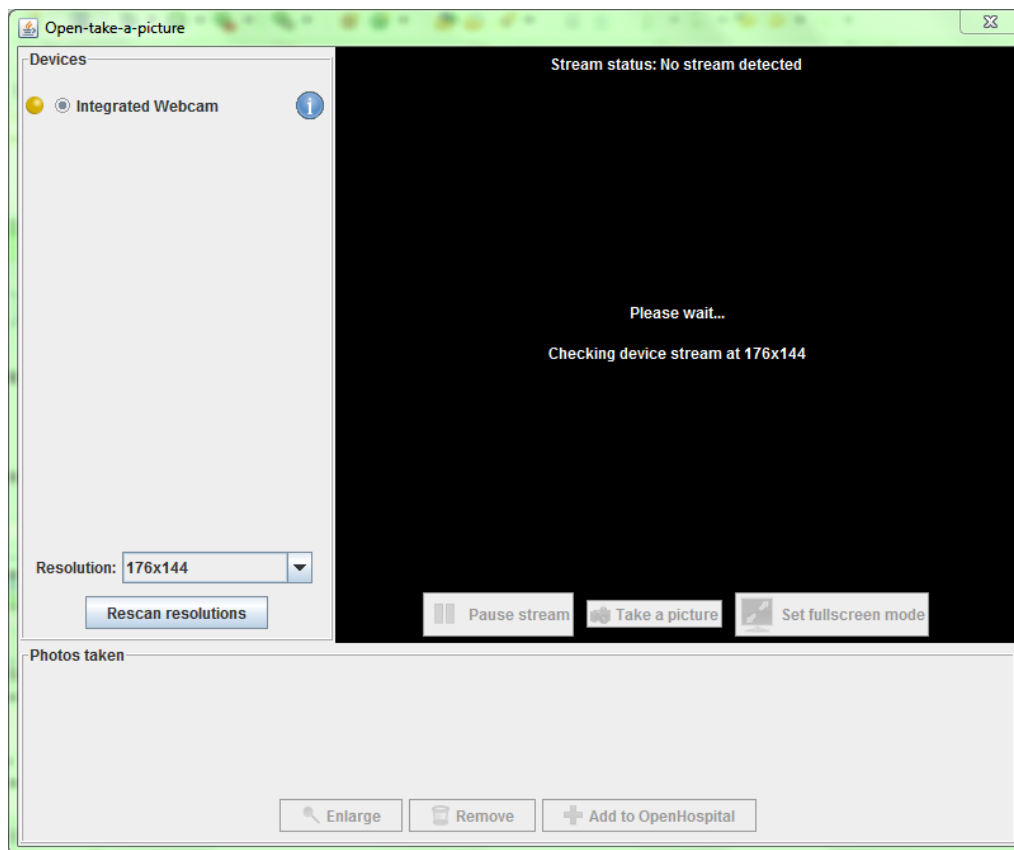 Open-take-a-picture
Devices
Integrated Webcam
Resolution: 176x144
Rescan resolutions
Stream status: No stream detected
Please wait...
Checking device stream at 176x144
Pause stream
Take a picture
Set fullscreen mode
Photos taken
Enlarge
Remove
Add to OpenHospital